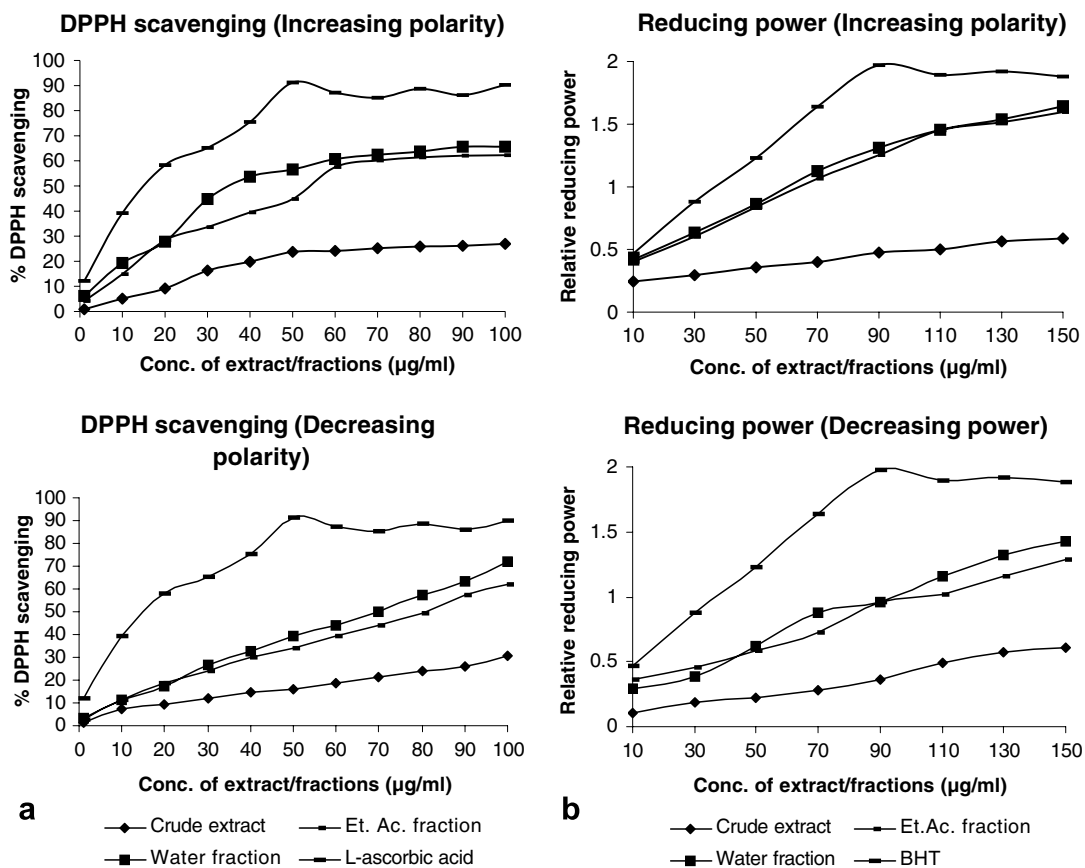 DPPH scavenging (Increasing polarity)
% DPPH scavenging
100
90
80
70
60
50
40
30
20
10
0
0 10 20 30 40 50 60 70 80 90 100
Conc. of extract/fractions (µg/ml)
Reducing power (Increasing polarity)
Relative reducing power
2
1.5
1
0.5
0
10 30 50 70 90 110 130 150
Conc. of extract/fractions (µg/ml)
DPPH scavenging (Decreasing
polarity)
% DPPH scavenging
100
90
80
70
60
50
40
30
20
10
0
0 10 20 30 40 50 60 70 80 90 100
Conc. of extract/fractions (µg/ml)
a
Crude extract Et. Ac. fraction
Water fraction L-ascorbic acid
Reducing power (Decreasing power)
Relative reducing power
2
1.5
1
0.5
0
10 30 50 70 90 110 130 150
Conc. of extract/fractions (µg/ml)
b
Crude extract Et.Ac. fraction
Water fraction BHT